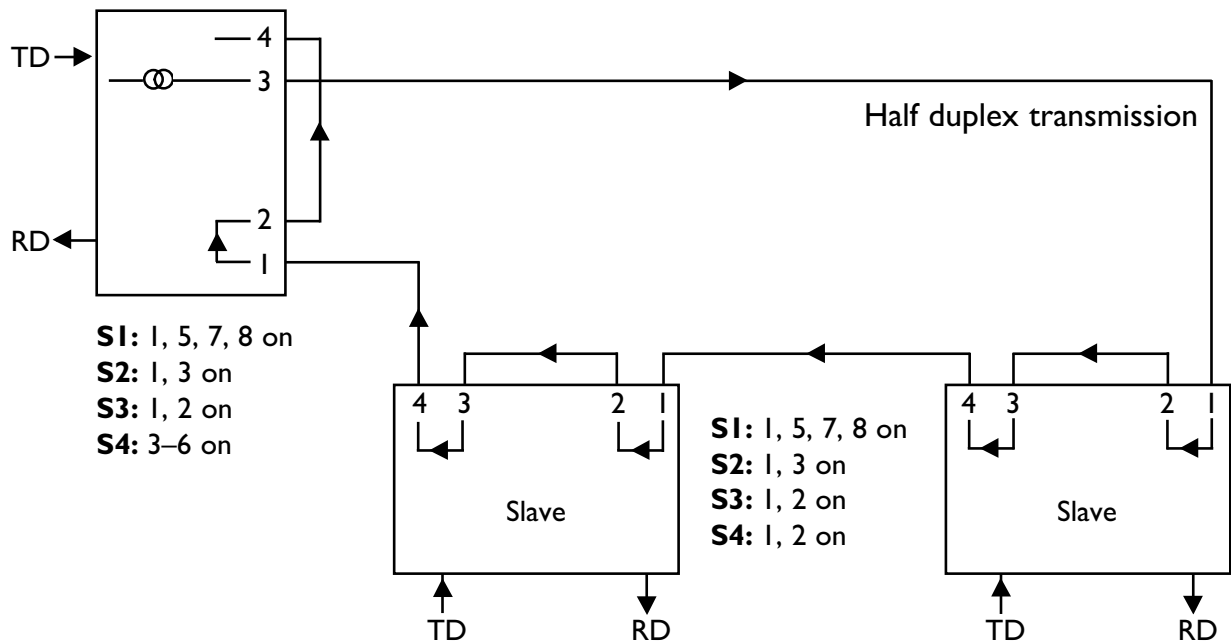 TD
4
3
Half duplex transmission
2
RD
1
S1: 1, 5, 7, 8 on
S2: 1, 3 on
S3: 1, 2 on
S4: 3–6 on
4 3 2 1
S1: 1, 5, 7, 8 on
S2: 1, 3 on
S3: 1, 2 on
S4: 1, 2 on
4 3 2 1
Slave
Slave
TD RD
TD RD